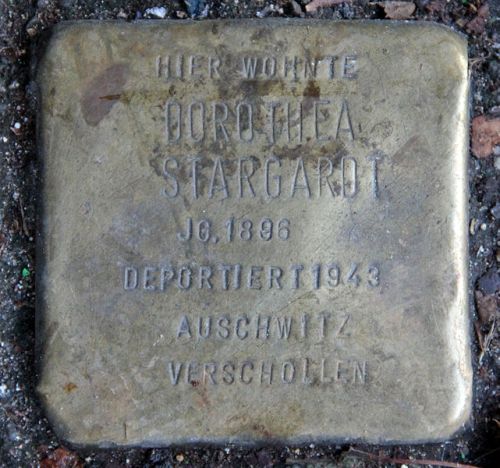 HIER WOHNTE
DOROTHEA
STARGARDT
JG. 1896
DEPORTIERT 1943
AUSCHWITZ
VERSCHOLLEN